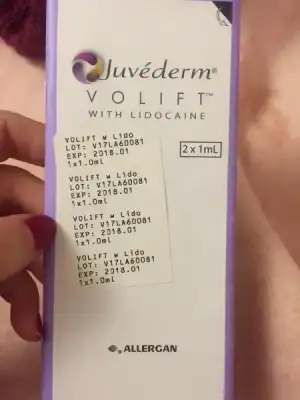 Juvéderm®
VOLIFT™
WITH LIDOCAINE
2 x 1mL
VOLIFT w Lido
LOT: V17LA60081
EXP: 2018.01
1x1.0mL
VOLIFT w Lido
LOT: V17LA60081
EXP: 2018.01
1x1.0mL
VOLIFT w Lido
LOT: V17LA60081
EXP: 2018.01
1x1.0mL
VOLIFT w Lido
LOT: V17LA60081
EXP: 2018.01
1x1.0mL
ALLERGAN